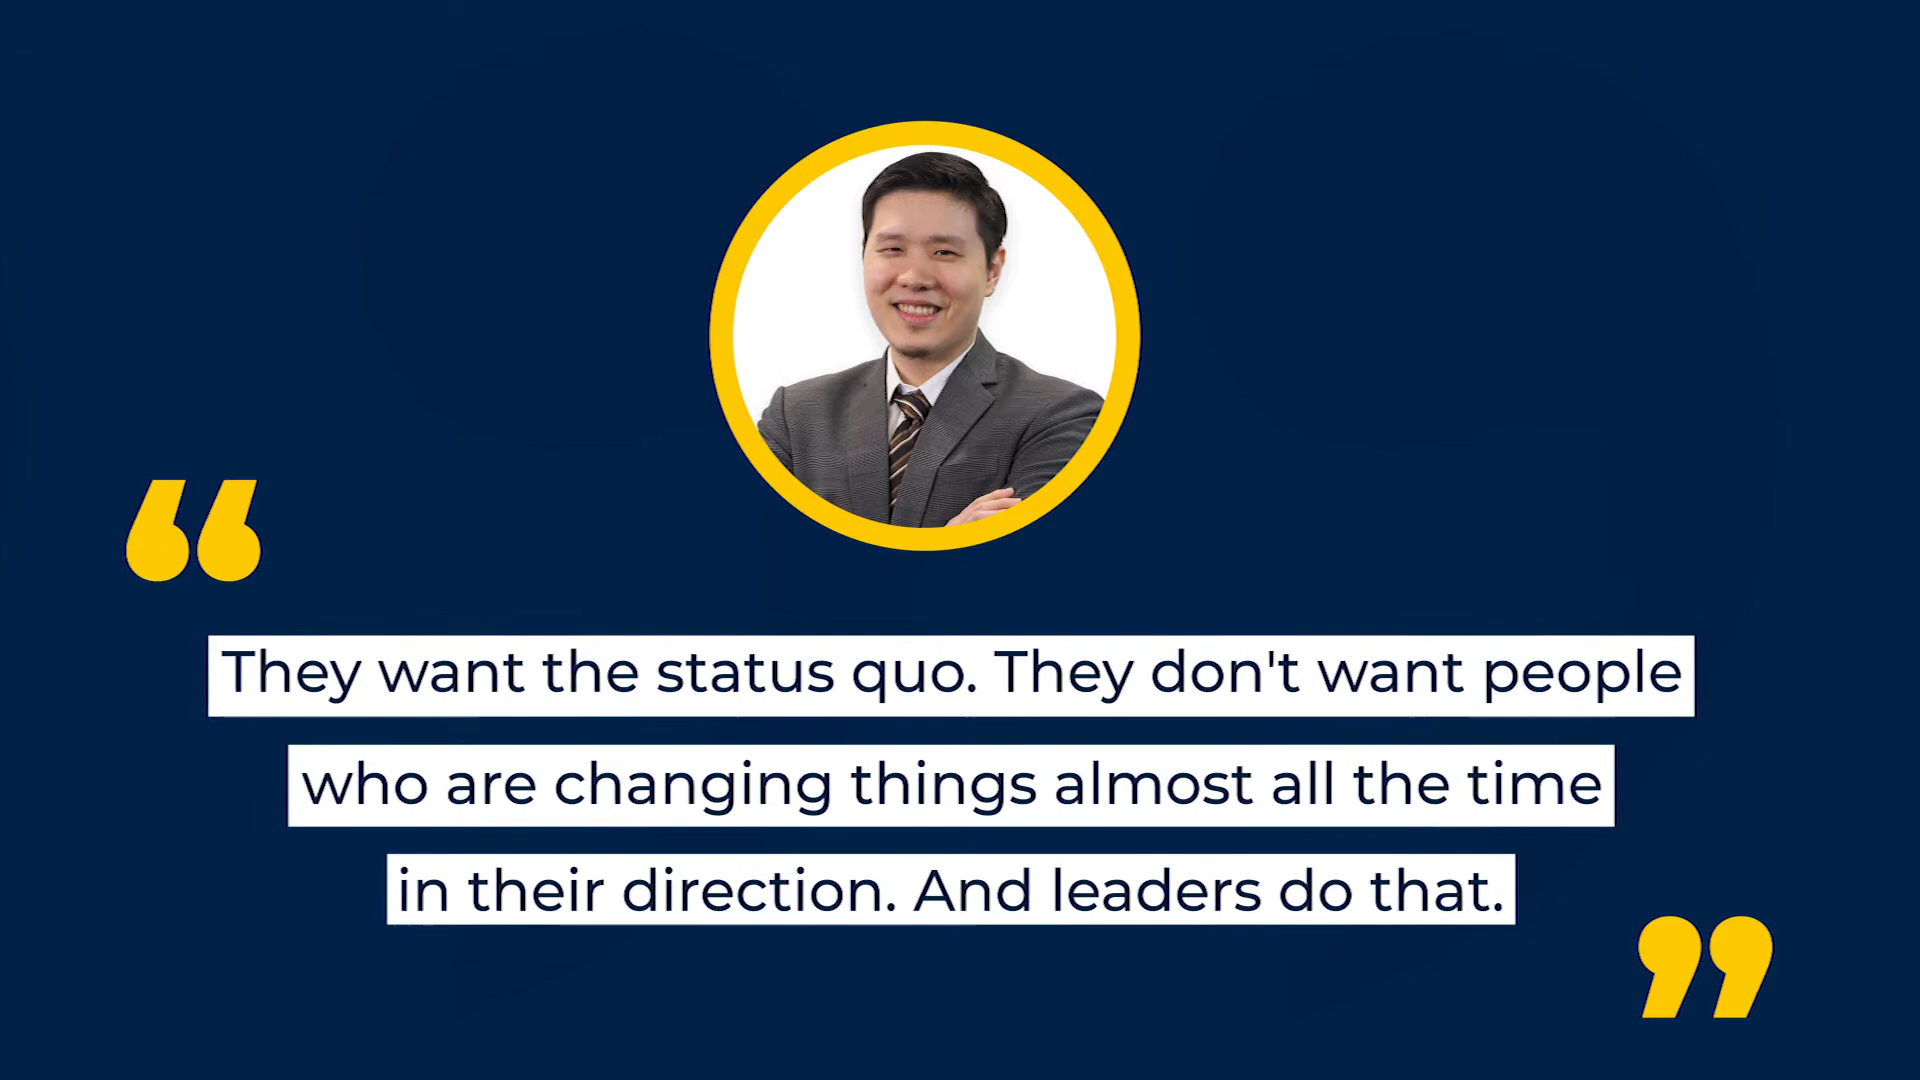 “
They want the status quo. They don't want people
who are changing things almost all the time
in their direction. And leaders do that.
”